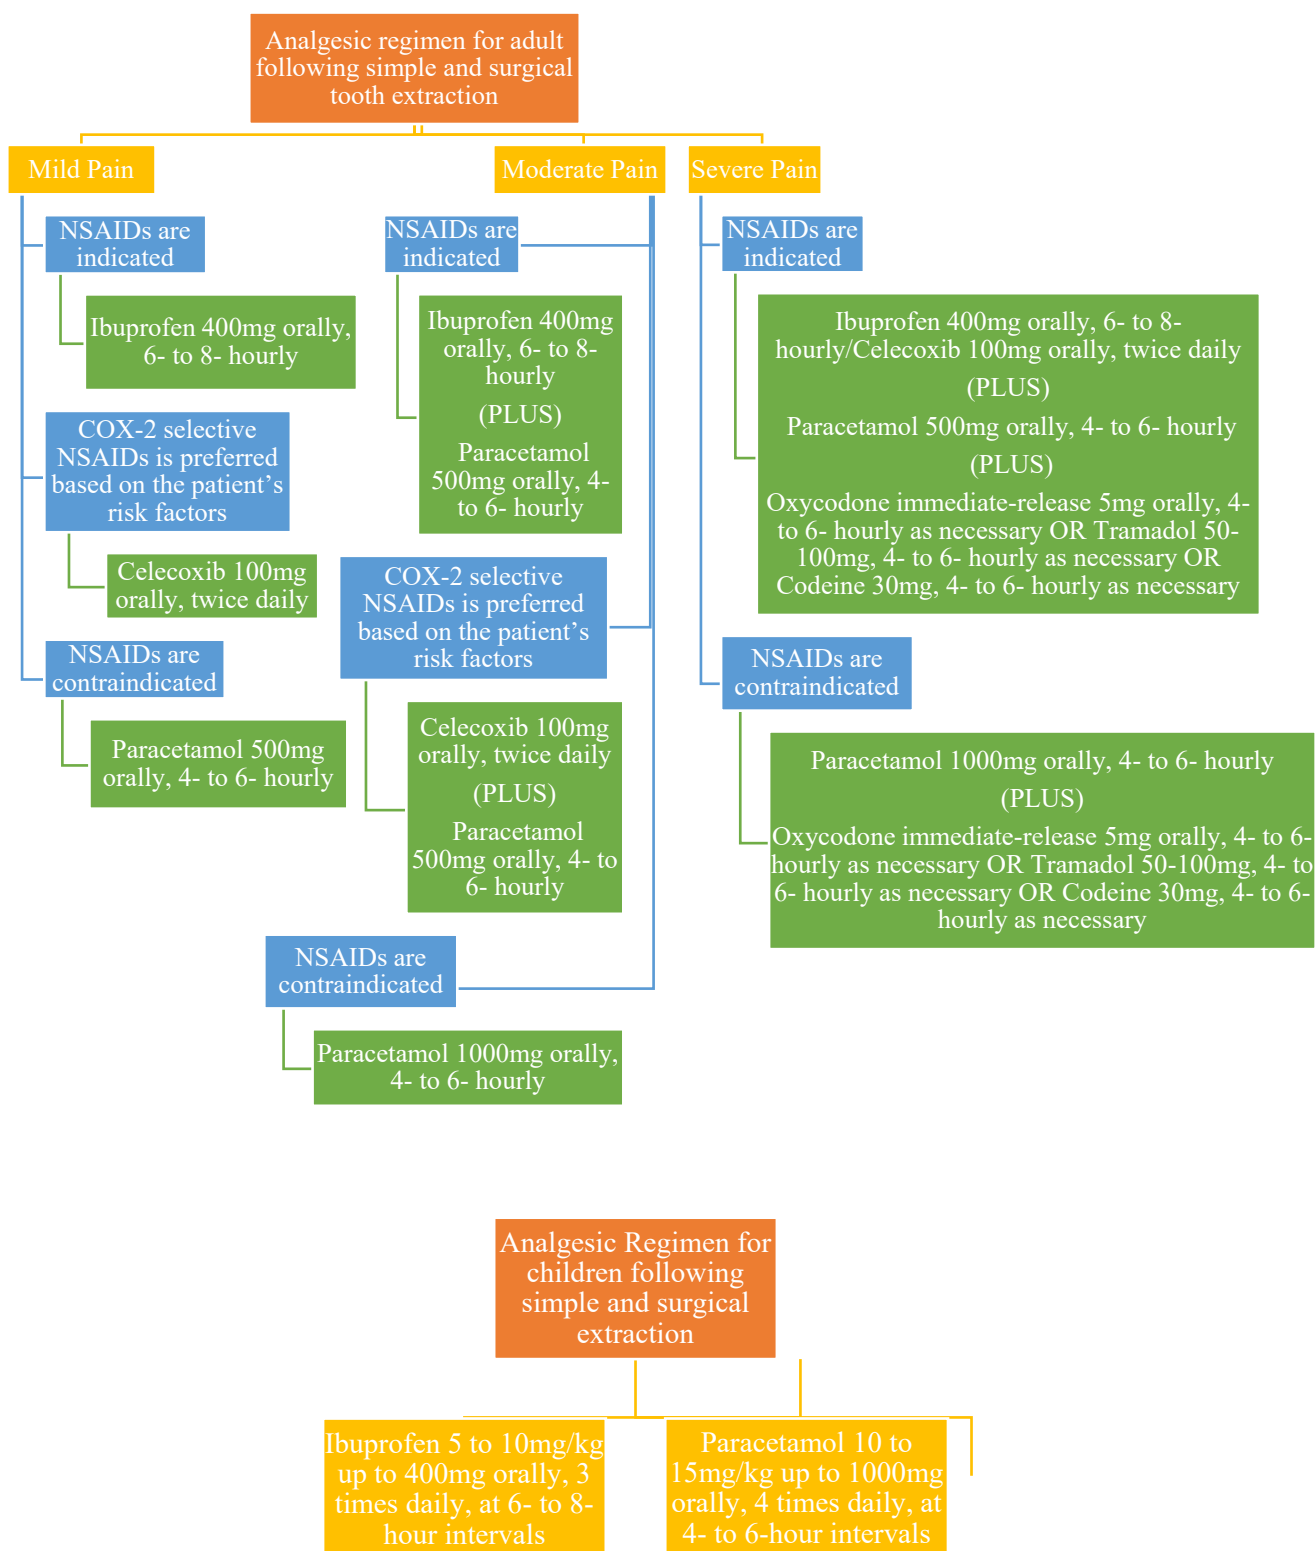 Analgesic regimen for adult
following simple and surgical
tooth extraction
Mild Pain
NSAIDs are
indicated
Ibuprofen 400mg orally,
6- to 8- hourly
COX-2 selective
NSAIDs is preferred
based on the patient’s
risk factors
Celecoxib 100mg
orally, twice daily
NSAIDs are
contraindicated
Paracetamol 500mg
orally, 4- to 6- hourly
Moderate Pain
NSAIDs are
indicated
Ibuprofen 400mg
orally, 6- to 8-
hourly
(PLUS)
Paracetamol
500mg orally, 4-
to 6- hourly
COX-2 selective
NSAIDs is preferred
based on the patient’s
risk factors
Celecoxib 100mg
orally, twice daily
(PLUS)
Paracetamol
500mg orally, 4- to
6- hourly
NSAIDs are
contraindicated
Paracetamol 1000mg orally,
4- to 6- hourly
Severe Pain
NSAIDs are
indicated
Ibuprofen 400mg orally, 6- to 8-
hourly/Celecoxib 100mg orally, twice daily
(PLUS)
Paracetamol 500mg orally, 4- to 6- hourly
(PLUS)
Oxycodone immediate-release 5mg orally, 4-
to 6- hourly as necessary OR Tramadol 50-
100mg, 4- to 6- hourly as necessary OR
Codeine 30mg, 4- to 6- hourly as necessary
NSAIDs are
contraindicated
Paracetamol 1000mg orally, 4- to 6- hourly
(PLUS)
Oxycodone immediate-release 5mg orally, 4- to 6-
hourly as necessary OR Tramadol 50-100mg, 4- to
6- hourly as necessary OR Codeine 30mg, 4- to 6-
hourly as necessary
Analgesic Regimen for
children following
simple and surgical
extraction
Ibuprofen 5 to 10mg/kg
up to 400mg orally, 3
times daily, at 6- to 8-
hour intervals
Paracetamol 10 to
15mg/kg up to 1000mg
orally, 4 times daily, at
4- to 6-hour intervals